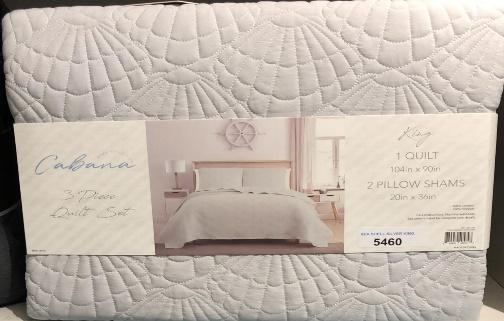 Cabana
3-Piece
Quilt Set
King
1 QUILT
104in x 90in
2 PILLOW SHAMS
20in x 36in
SEA SHELL SILVER KING
5460